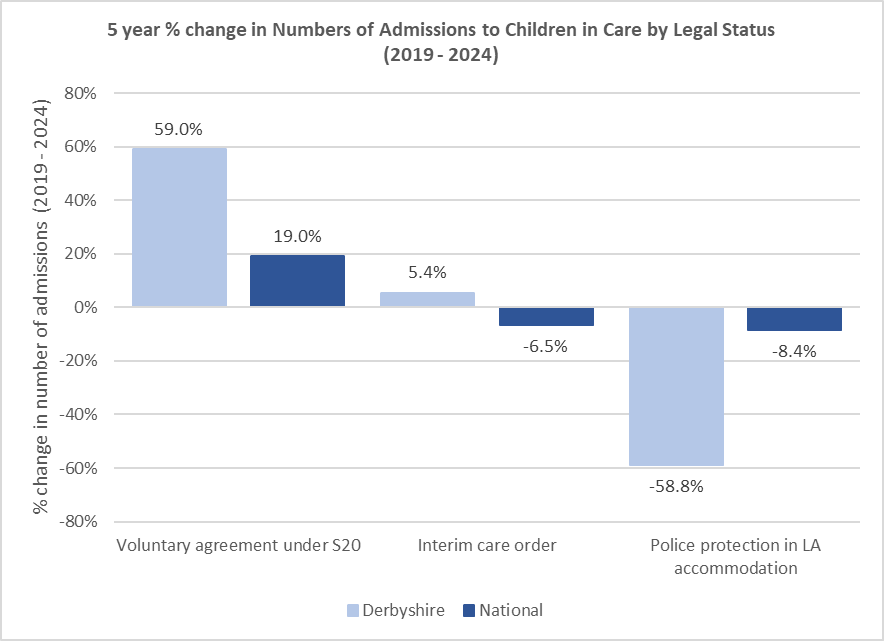 5 year % change in Numbers of Admissions to Children in Care by Legal Status
(2019 - 2024)
% change in number of admissions (2019 - 2024)
80%
60%
40%
20%
0%
-20%
-40%
-60%
-80%
59.0%
19.0%
5.4%
-6.5%
-58.8%
-8.4%
Voluntary agreement under S20
Interim care order
Police protection in LA
accommodation
Derbyshire
National